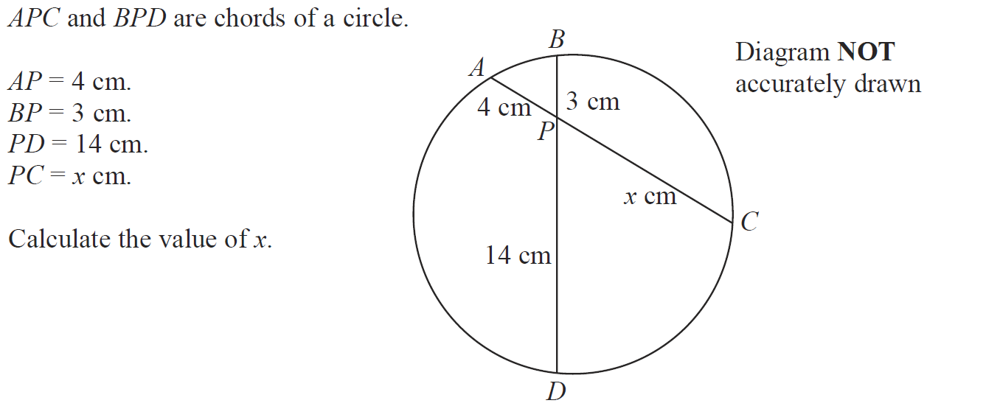 APC and BPD are chords of a circle.
AP = 4 cm.
BP = 3 cm.
PD = 14 cm.
PC = x cm.
Calculate the value of x.
B
A
4 cm
3 cm
P
x cm
C
14 cm
D
Diagram NOT
accurately drawn